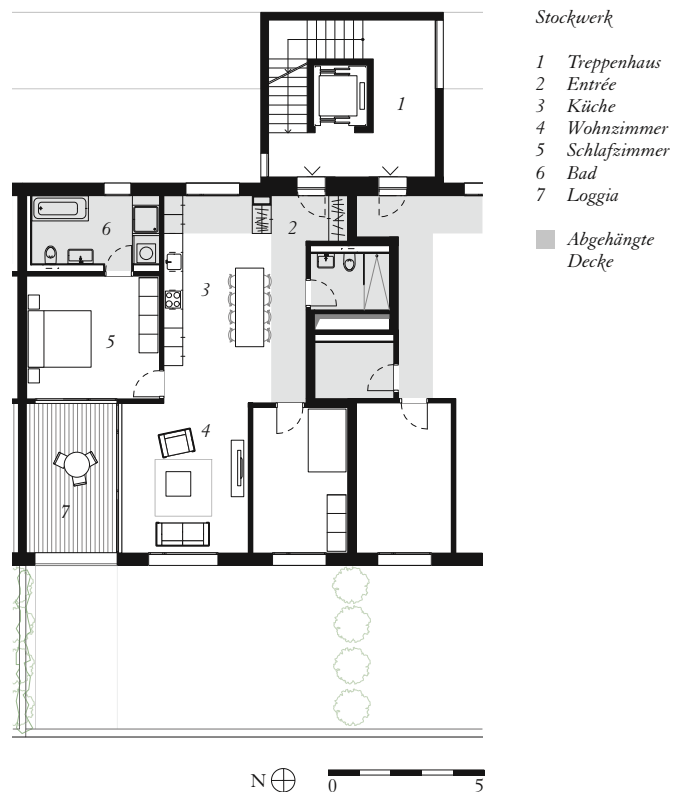 Stockwerk
1 Treppenhaus
2 Entrée
3 Küche
4 Wohnzimmer
5 Schlafzimmer
6 Bad
7 Loggia
Abgehängte
Decke
1
2
6
3
5
4
7
N
0 5